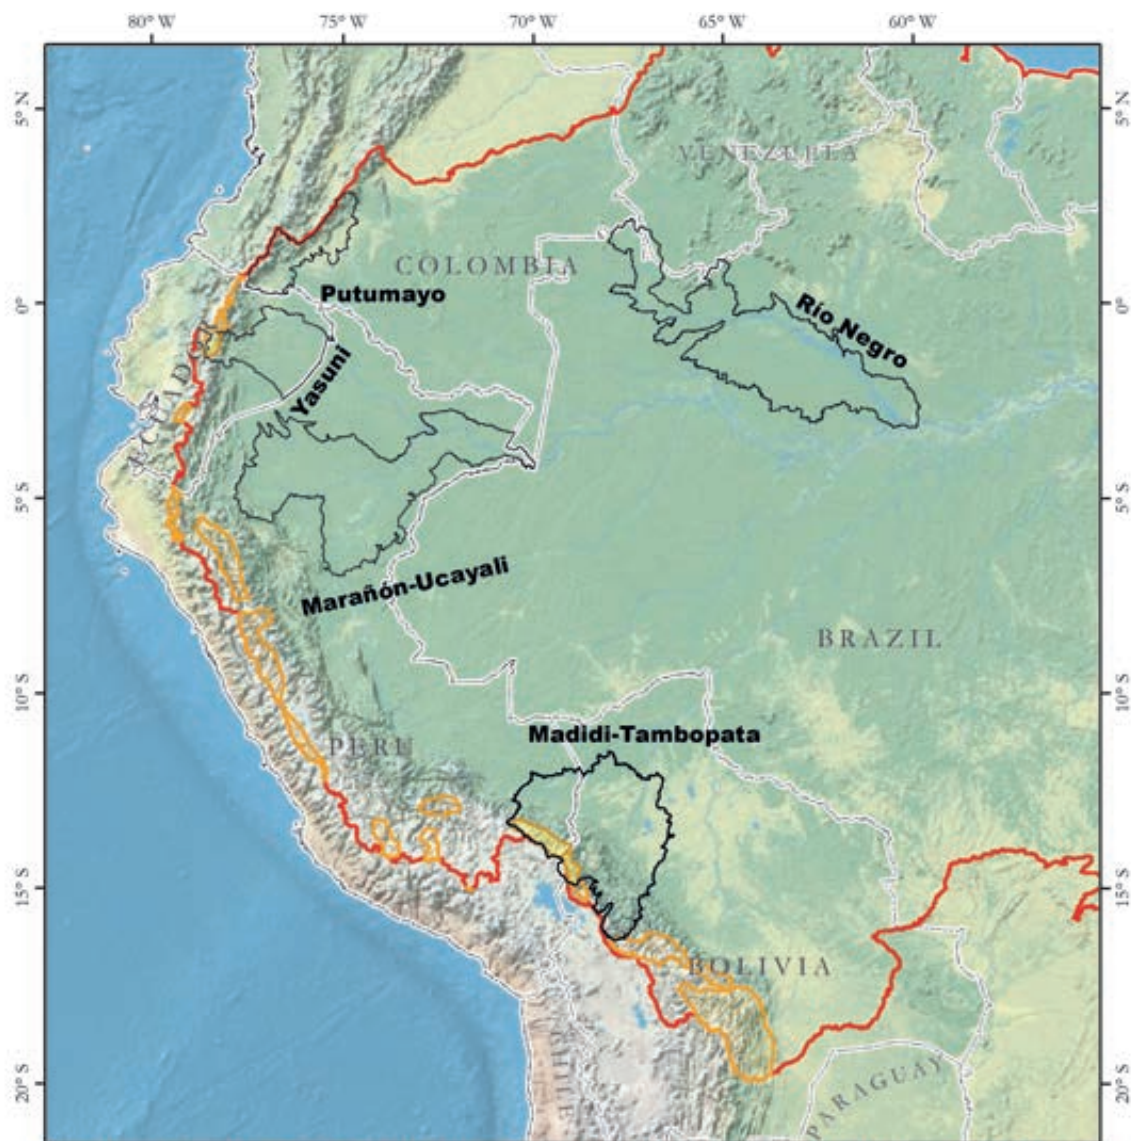 80°W 75°W 70°W 65°W 60°W
5°N 5°N
VENEZUELA
COLOMBIA
Putumayo
0° 0°
Río Negro
ECUADOR
Yasuni
5°S 5°S
Marañón-Ucayali
BRAZIL
10°S 10°S
Madidi-Tambopata
PERU
15°S 15°S
BOLIVIA
20°S 20°S
PARAGUAY
CHILE